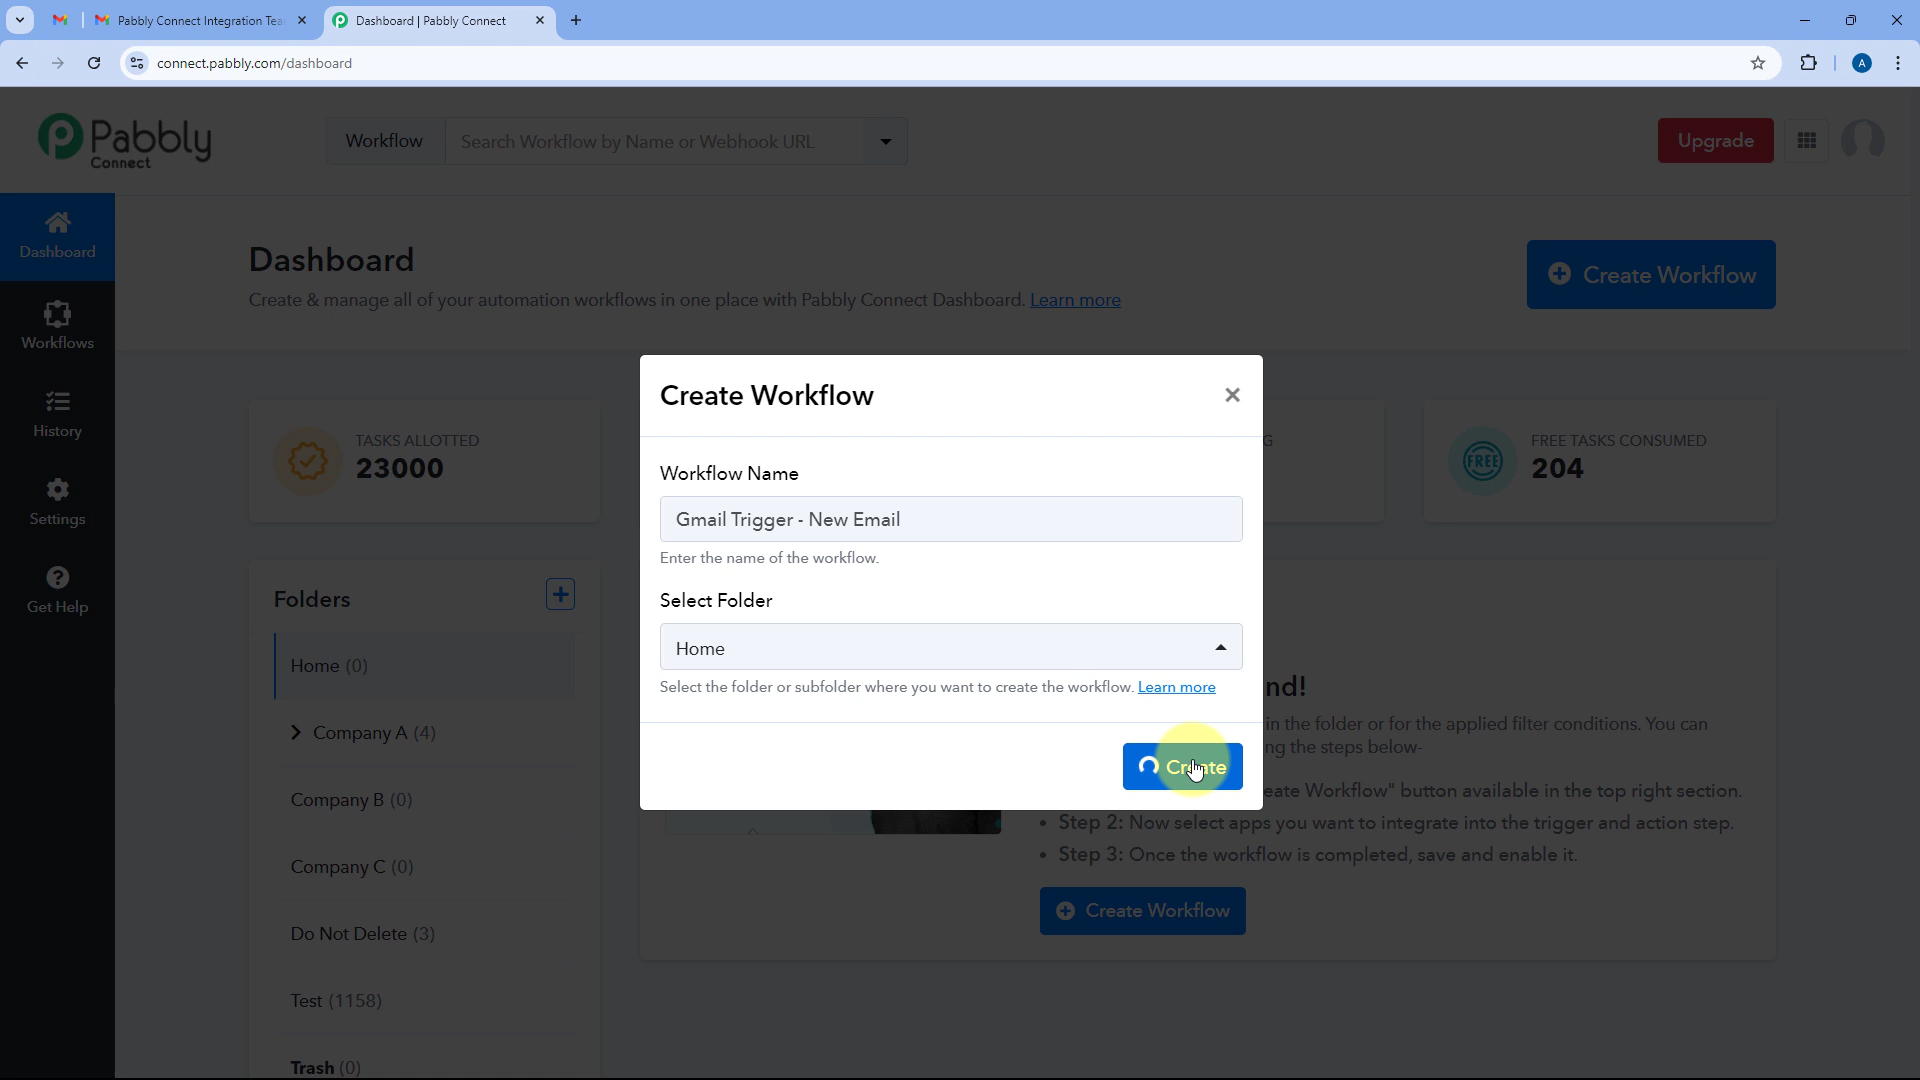 Pabbly Connect Integration Tea
Dashboard | Pabbly Connect
connect.pabbly.com/dashboard
A
Pabbly
Connect
Workflow
Search Workflow by Name or Webhook URL
Upgrade
Dashboard
Workflows
History
Settings
Get Help
Dashboard
Create & manage all of your automation workflows in one place with Pabbly Connect Dashboard. Learn more
Create Workflow
TASKS ALLOTTED
23000
G
FREE
FREE TASKS CONSUMED
204
Folders
Home (0)
Company A (4)
Company B (0)
Company C (0)
Do Not Delete (3)
Test (1158)
Trash (0)
Create Workflow
Workflow Name
Gmail Trigger - New Email
Enter the name of the workflow.
Select Folder
Home
Select the folder or subfolder where you want to create the workflow. Learn more
Create
nd!
in the folder or for the applied filter conditions. You can
ng the steps below-
eate Workflow" button available in the top right section.
• Step 2: Now select apps you want to integrate into the trigger and action step.
• Step 3: Once the workflow is completed, save and enable it.
Create Workflow